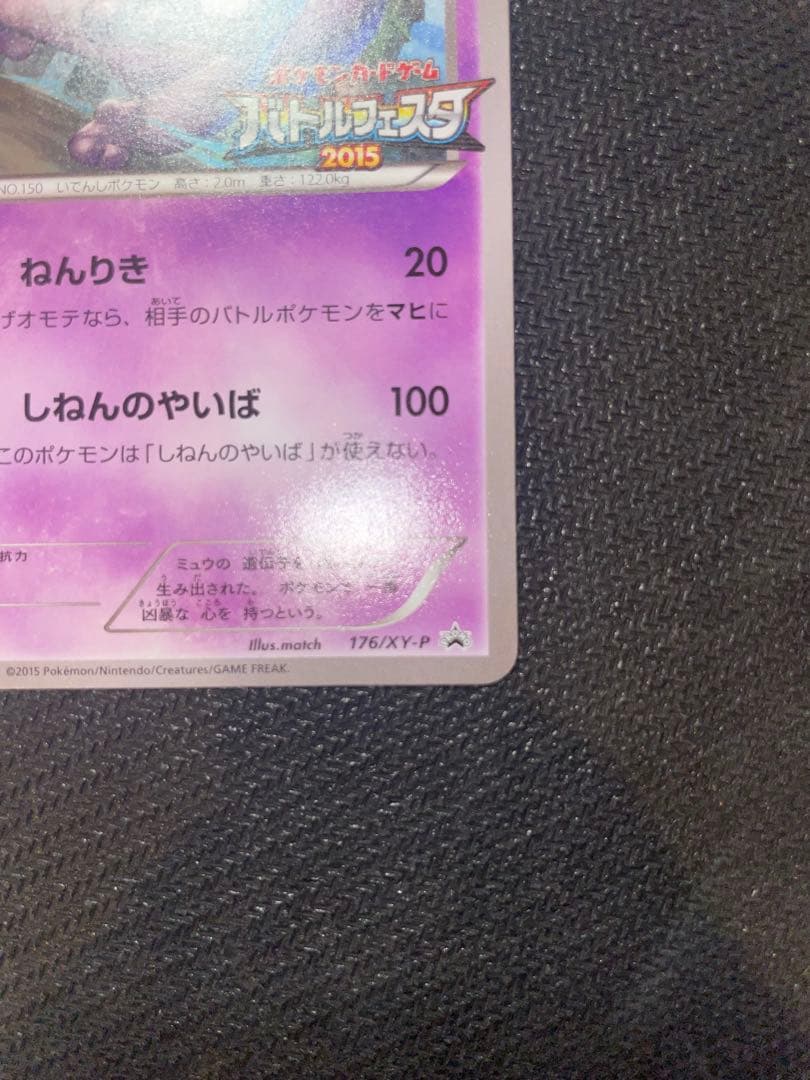 ポケモンカードゲーム
バトルフェスタ
2015
NO.150 いでんしポケモン 高さ：2.0m 重さ：122.0kg
ねんりき 20
げオモテなら、相手のバトルポケモンをマヒに
しねんのやいば 100
このポケモンは「しねんのやいば」が使えない。
抗力
ミュウの 遺伝子を
生み出された。 ポケモンで 一番
凶暴な 心を 持つという。
Illus.match 176/XY-P
©2015 Pokémon/Nintendo/Creatures/GAME FREAK.